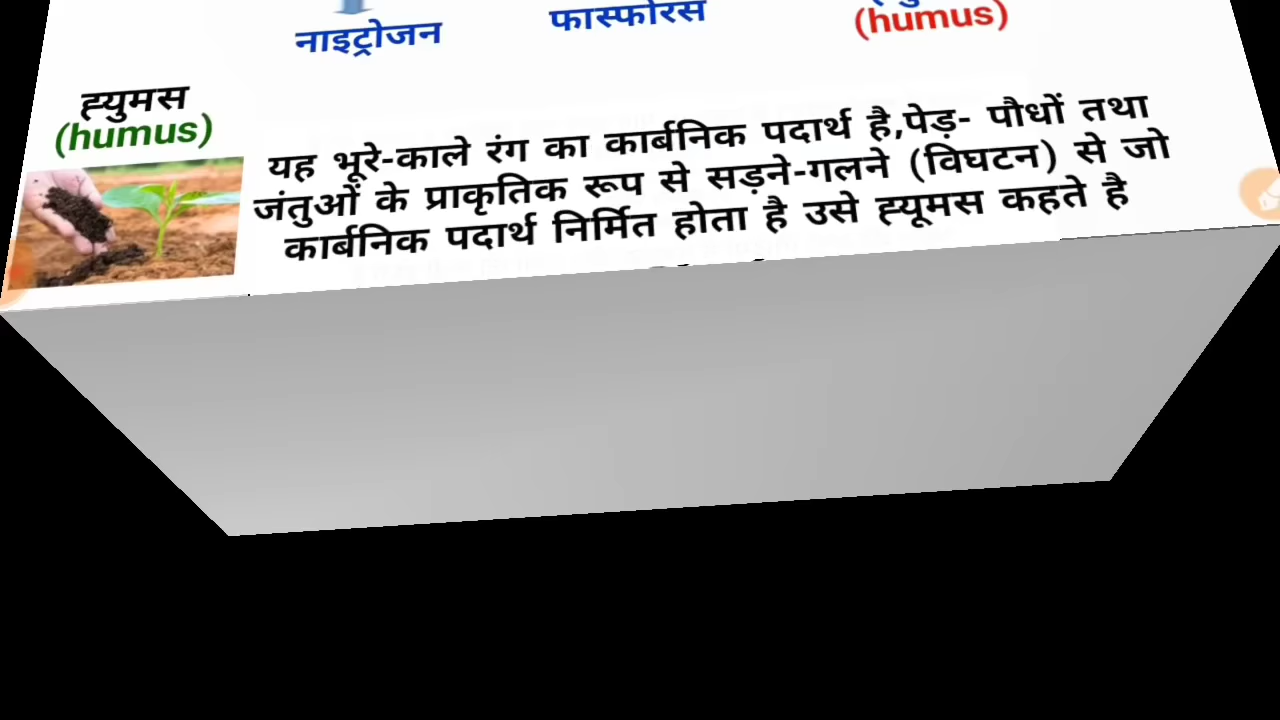 नाइट्रोजन फास्फोरस
(humus)
ह्युमस
(humus)
यह भूरे-काले रंग का कार्बनिक पदार्थ है,पेड़- पौधों तथा
जंतुओं के प्राकृतिक रूप से सड़ने-गलने (विघटन) से जो
कार्बनिक पदार्थ निर्मित होता है उसे ह्यूमस कहते है